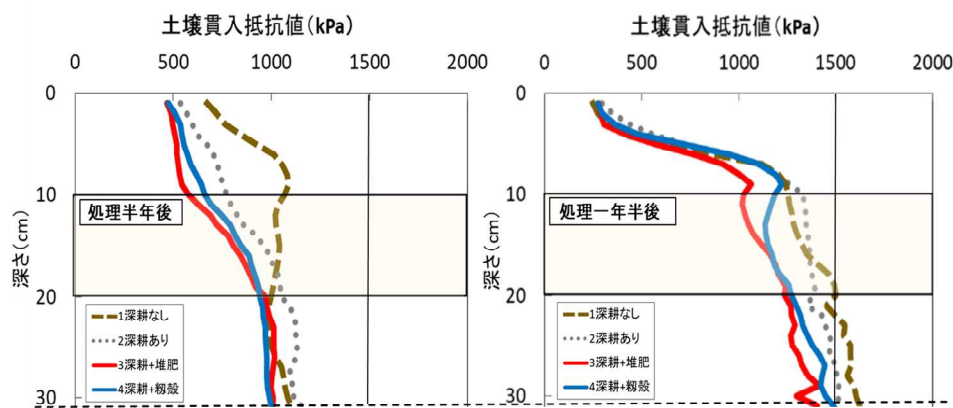 土壌貫入抵抗値(kPa)
0 500 1000 1500 2000
0
10
20
30
深さ(cm)
処理半年後
1深耕なし
2深耕あり
3深耕+堆肥
4深耕+籾殻
土壌貫入抵抗値(kPa)
0 500 1000 1500 2000
0
10
20
30
深さ(cm)
処理一年半後
1深耕なし
2深耕あり
3深耕+堆肥
4深耕+籾殻